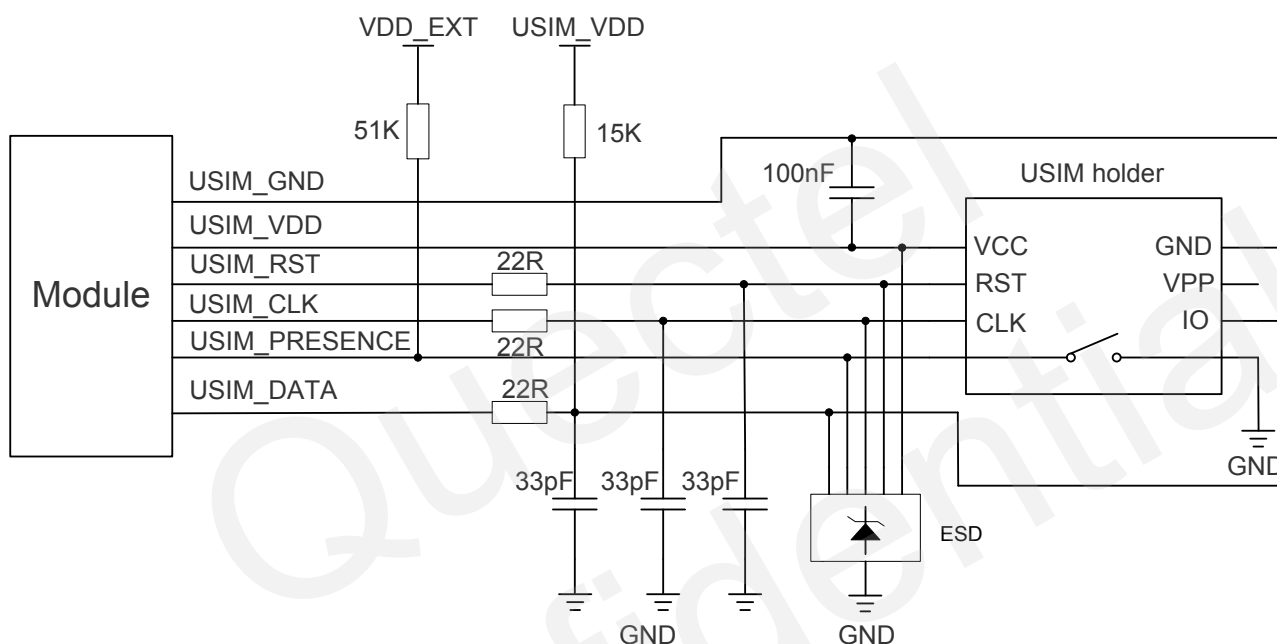 VDD_EXT USIM_VDD
51K 15K
100nF
USIM holder
Module
USIM_GND
USIM_VDD
USIM_RST
USIM_CLK
USIM_PRESENCE
USIM_DATA
22R
22R
22R
VCC GND
RST VPP
CLK IO
GND
33pF 33pF 33pF
ESD
GND GND
Quectel
fidential